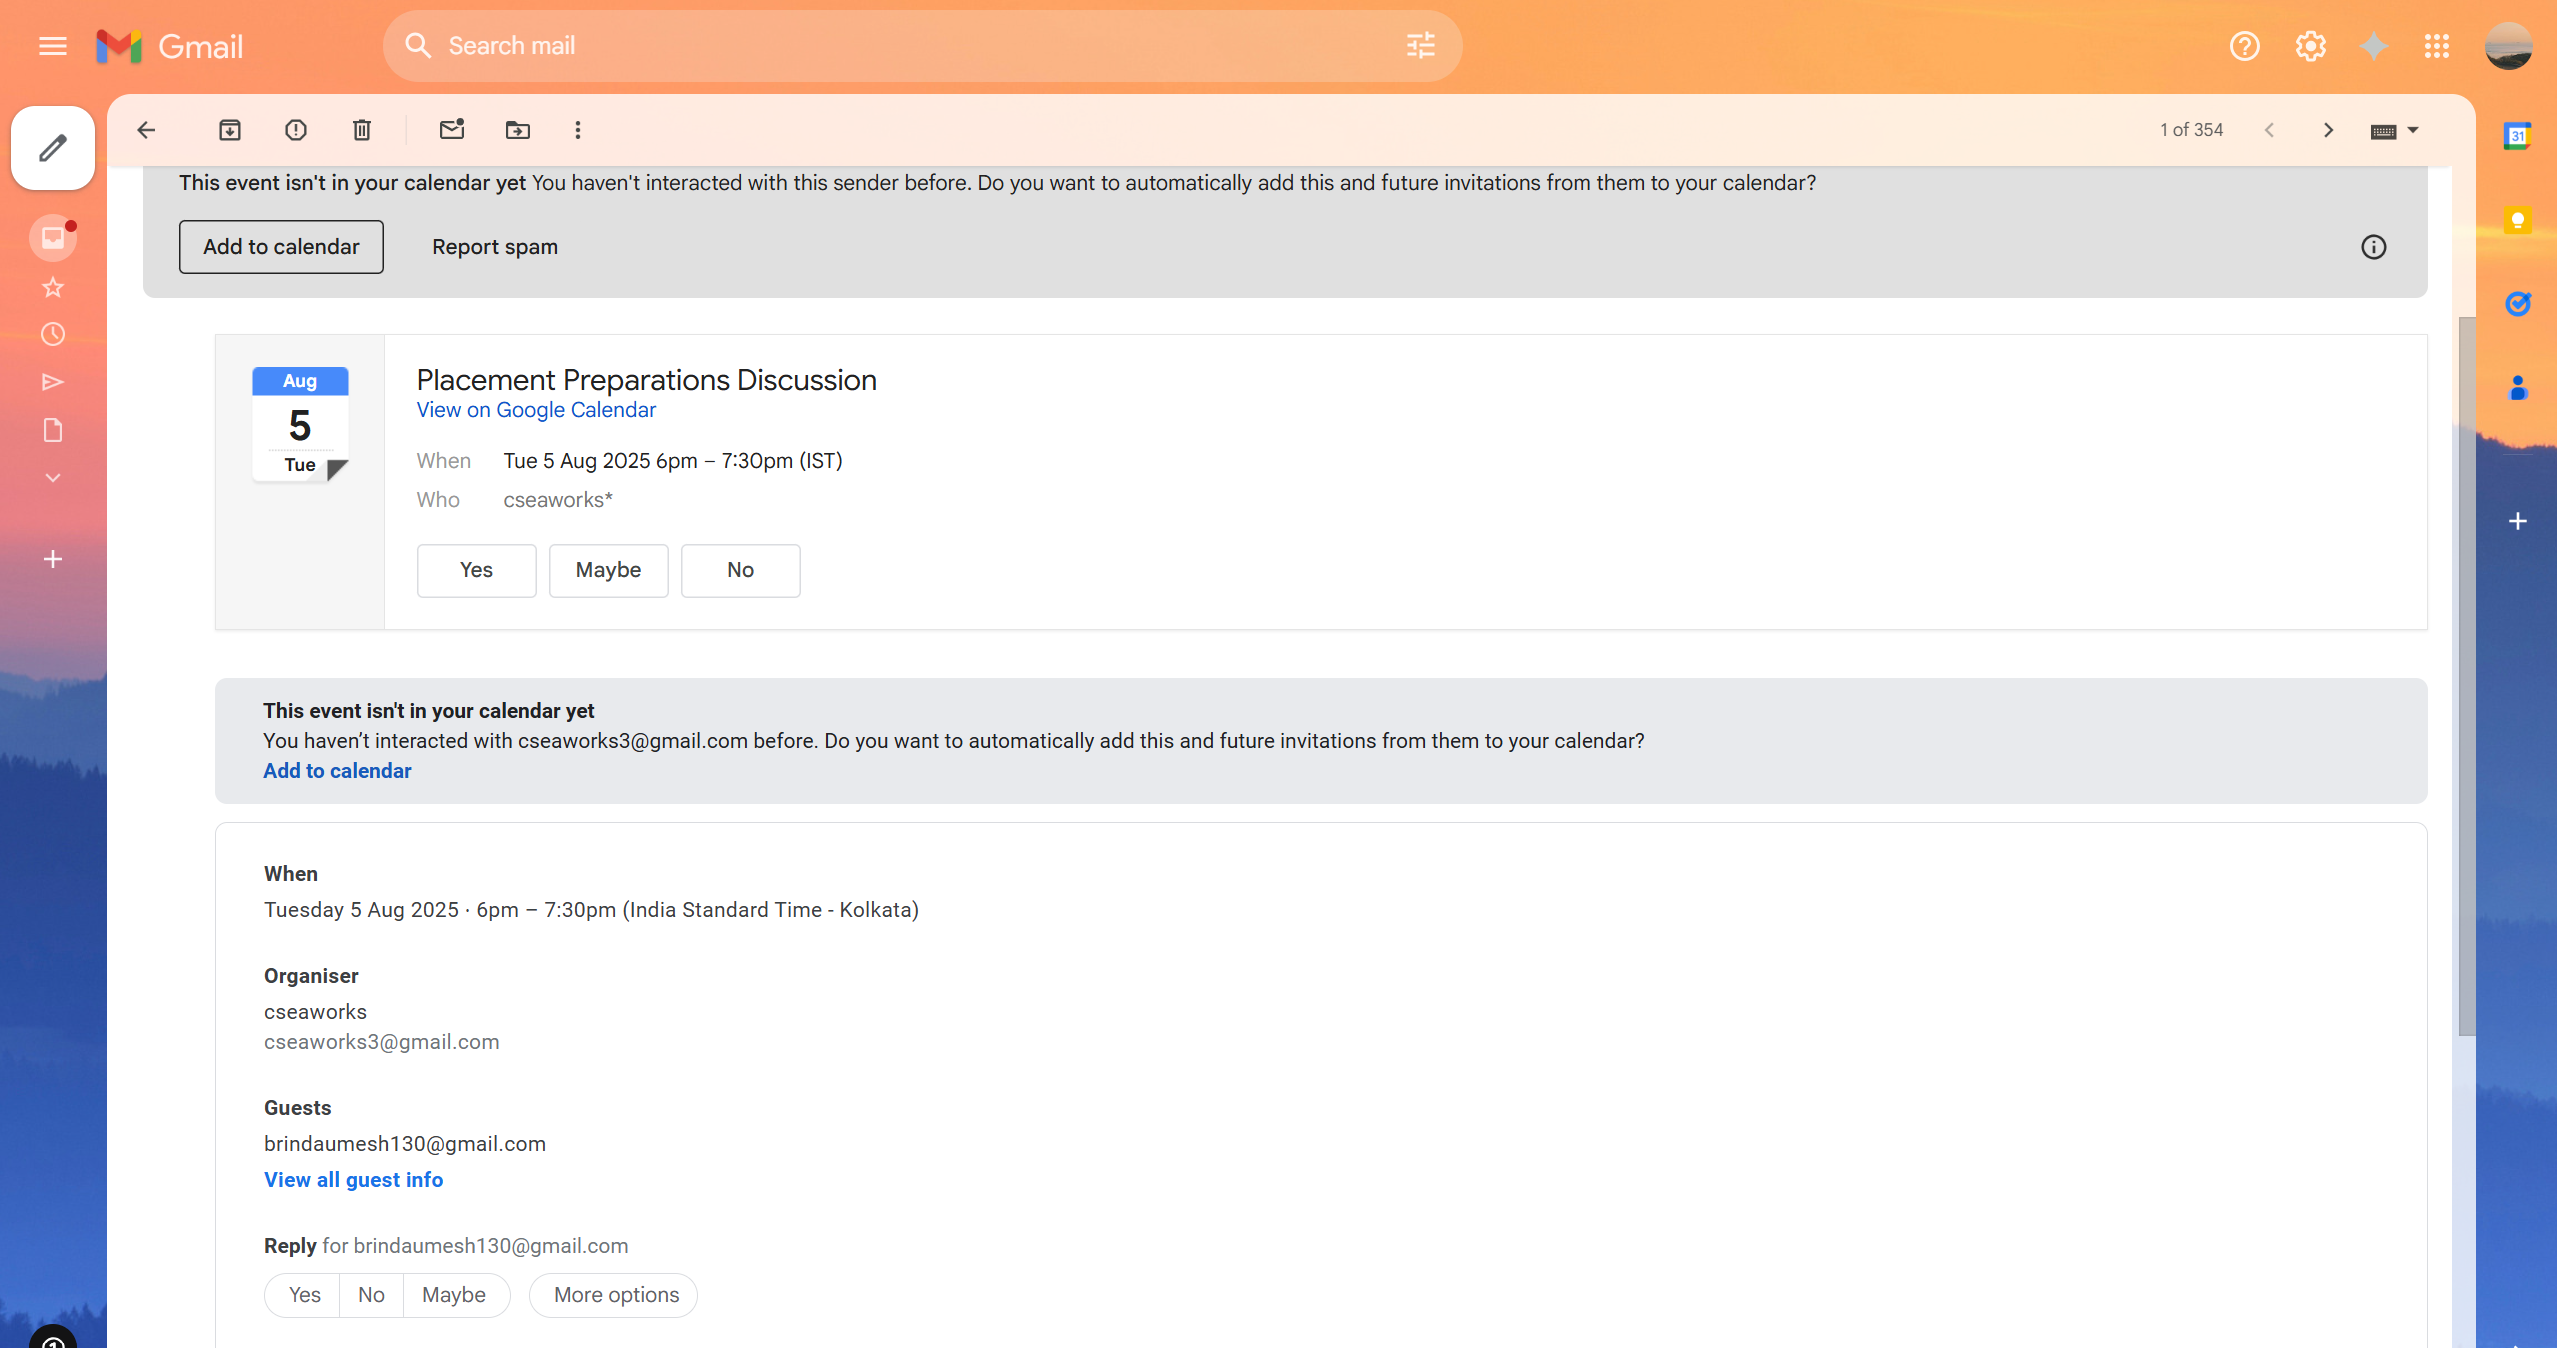 Gmail
Search mail
1 of 354
This event isn't in your calendar yet You haven't interacted with this sender before. Do you want to automatically add this and future invitations from them to your calendar?
Add to calendar
Report spam
Aug
5
Tue
Placement Preparations Discussion
View on Google Calendar
When Tue 5 Aug 2025 6pm – 7:30pm (IST)
Who cseaworks*
Yes
Maybe
No
This event isn't in your calendar yet
You haven’t interacted with cseaworks3@gmail.com before. Do you want to automatically add this and future invitations from them to your calendar?
Add to calendar
When
Tuesday 5 Aug 2025 · 6pm – 7:30pm (India Standard Time - Kolkata)
Organiser
cseaworks
cseaworks3@gmail.com
Guests
brindaumesh130@gmail.com
View all guest info
Reply for brindaumesh130@gmail.com
Yes
No
Maybe
More options
31